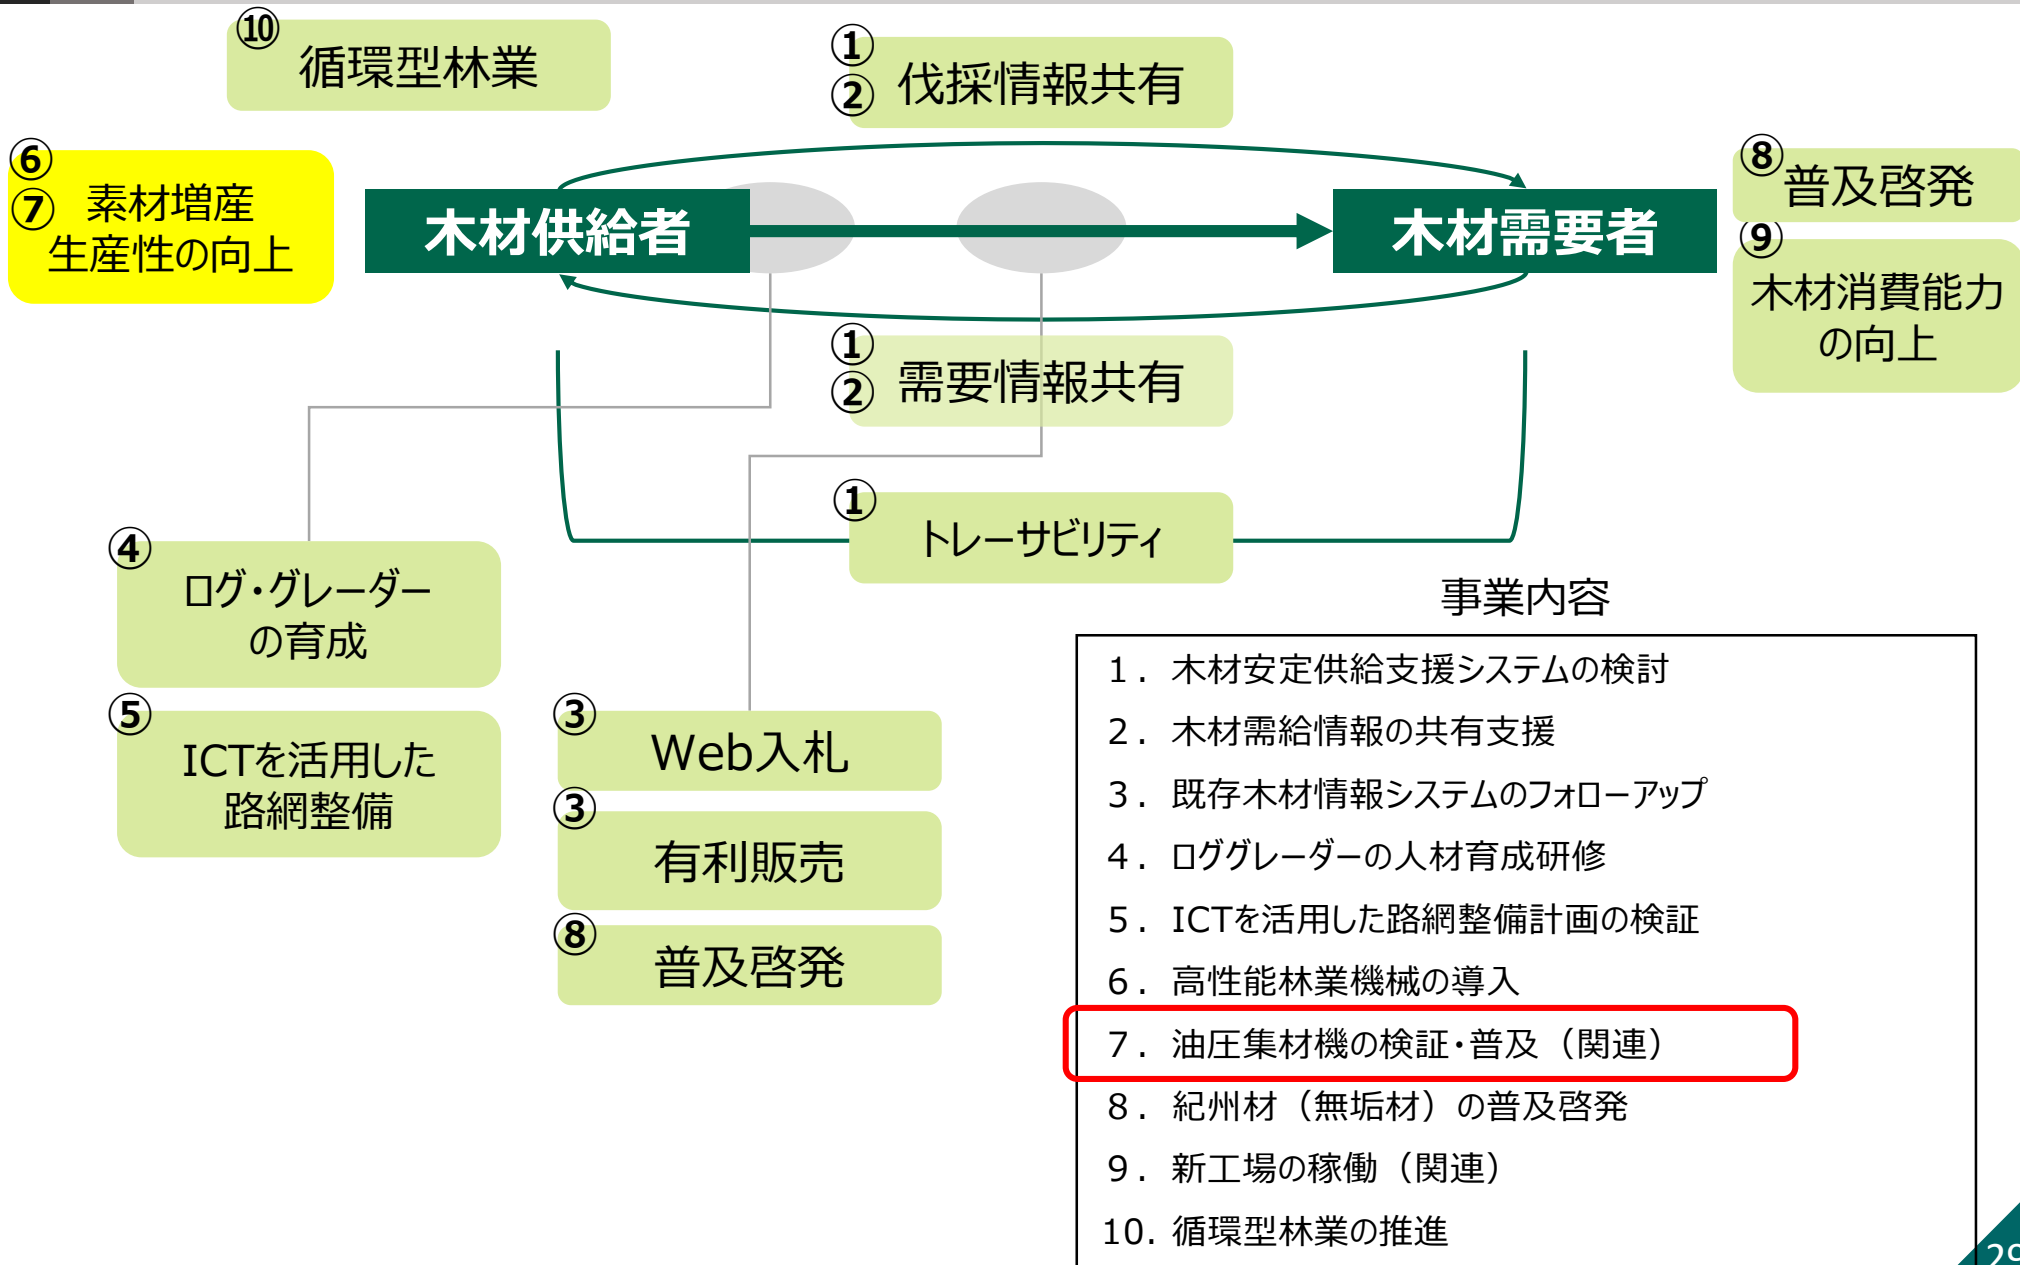 ⑩
循環型林業
①
②
伐採情報共有
⑥
⑦
素材増産
生産性の向上
木材供給者
木材需要者
⑧
普及啓発
⑨
木材消費能力
の向上
①
②
需要情報共有
①
トレーサビリティ
④
ログ・グレーダー
の育成
⑤
ICTを活用した
路網整備
③
Web入札
③
有利販売
⑧
普及啓発
事業内容
1. 木材安定供給支援システムの検討
2. 木材需給情報の共有支援
3. 既存木材情報システムのフォローアップ
4. ロググレーダーの人材育成研修
5. ICTを活用した路網整備計画の検証
6. 高性能林業機械の導入
7. 油圧集材機の検証・普及（関連）
8. 紀州材（無垢材）の普及啓発
9. 新工場の稼働（関連）
10. 循環型林業の推進